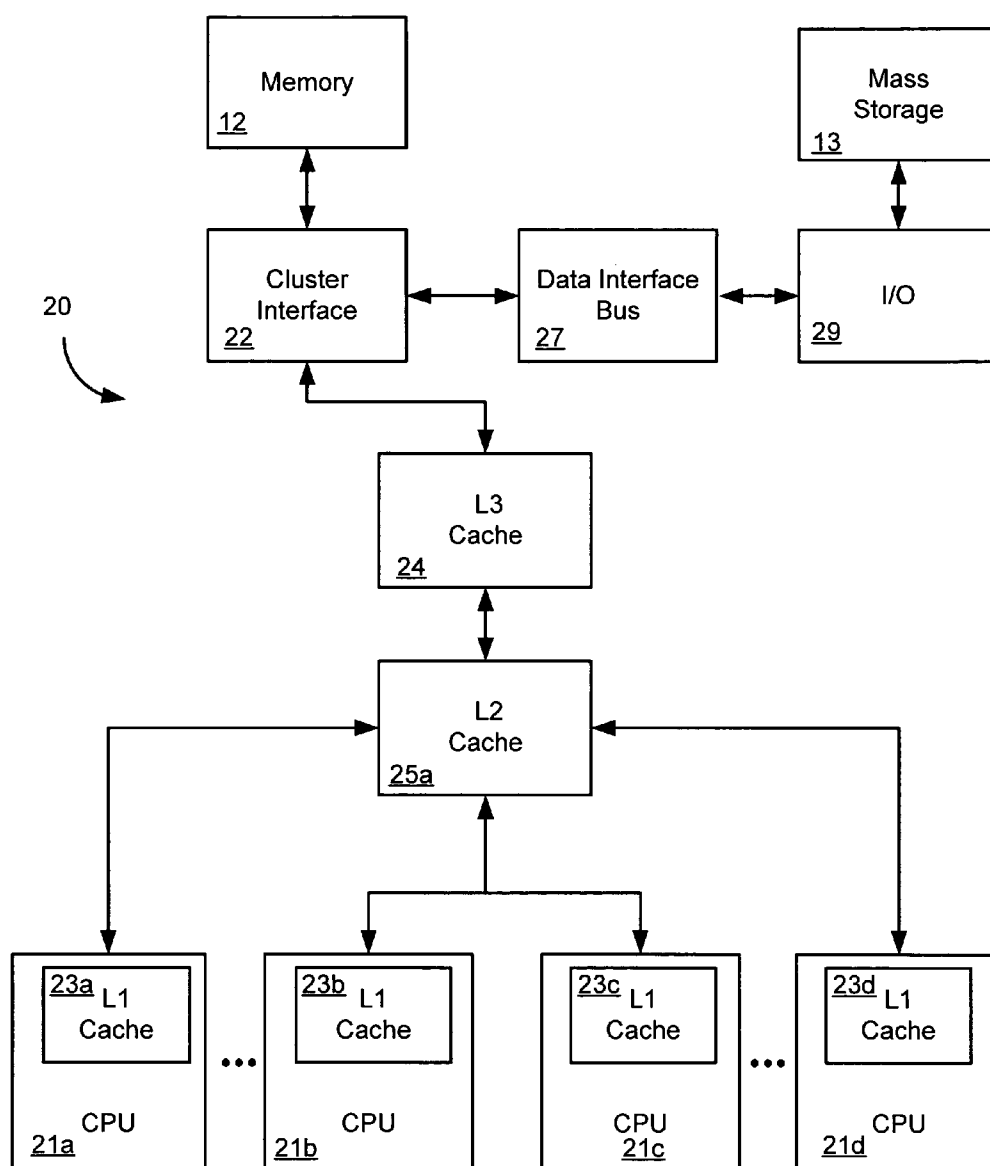 Memory
12
Mass
Storage
13
Cluster
Interface
22
Data Interface
Bus
27
I/O
29
20
L3
Cache
24
L2
Cache
25a
23a
L1
Cache
CPU
21a
...
23b
L1
Cache
CPU
21b
23c
L1
Cache
CPU
21c
...
23d
L1
Cache
CPU
21d